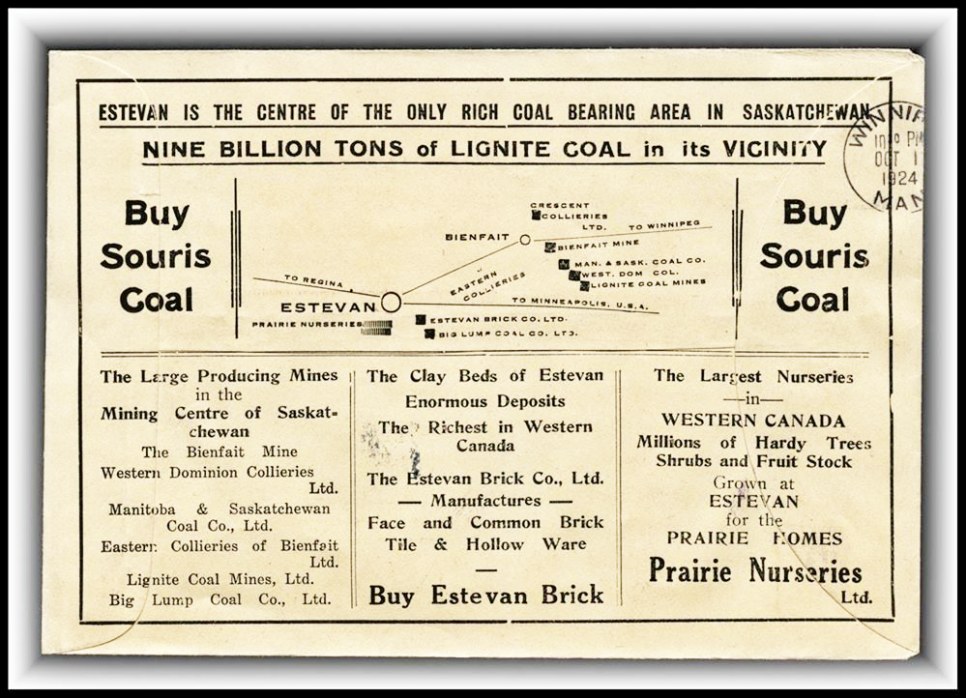 ESTEVAN IS THE CENTRE OF THE ONLY RICH COAL BEARING AREA IN SASKATCHEWAN
NINE BILLION TONS of LIGNITE COAL in its VICINITY
WINNIP
PM
OCT 1
1924
MAN
Buy
Souris
Coal
CRESCENT
COLLIERIES
LTD.
TO WINNIPEG
BIENFAIT
BIENFAIT MINE
MAN. & SASK. COAL CO.
WEST. DOM COL.
LIGNITE COAL MINES
EASTERN
COLLIERIES
TO REGINA
ESTEVAN
TO MINNEAPOLIS, U.S.A.
PRAIRIE NURSERIES
ESTEVAN BRICK CO. LTD.
BIG LUMP COAL CO. LTD.
Buy
Souris
Coal
The Large Producing Mines
in the
Mining Centre of Saskat-
chewan
The Bienfait Mine
Western Dominion Collieries
Ltd.
Manitoba & Saskatchewan
Coal Co., Ltd.
Eastern Collieries of Bienfait
Ltd.
Lignite Coal Mines, Ltd.
Big Lump Coal Co., Ltd.
The Clay Beds of Estevan
Enormous Deposits
The Richest in Western
Canada
The Estevan Brick Co., Ltd.
— Manufactures —
Face and Common Brick
Tile & Hollow Ware
—
Buy Estevan Brick
The Largest Nurseries
—in—
WESTERN CANADA
Millions of Hardy Trees
Shrubs and Fruit Stock
Grown at
ESTEVAN
for the
PRAIRIE HOMES
Prairie Nurseries
Ltd.